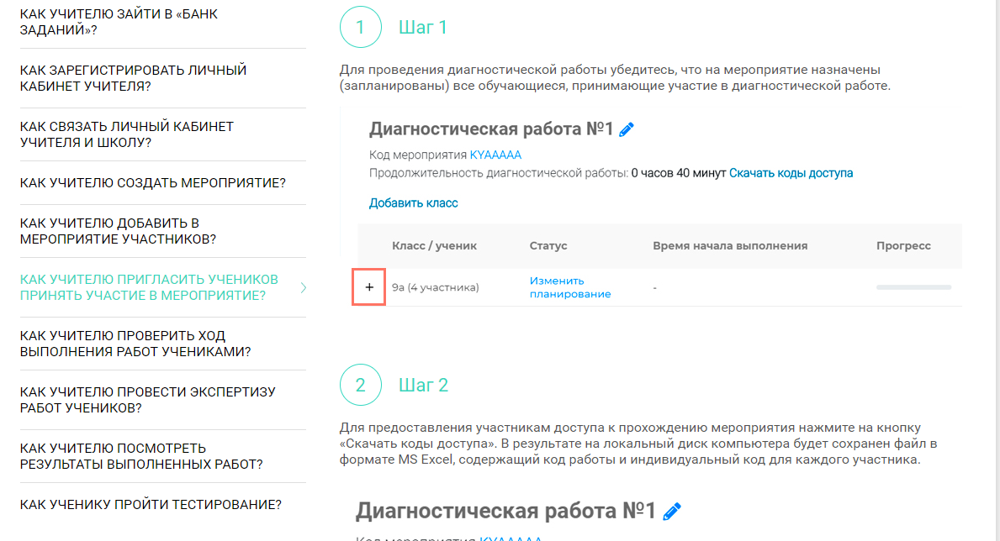 КАК УЧИТЕЛЮ ЗАЙТИ В «БАНК
ЗАДАНИЙ»?
КАК ЗАРЕГИСТРИРОВАТЬ ЛИЧНЫЙ
КАБИНЕТ УЧИТЕЛЯ?
КАК СВЯЗАТЬ ЛИЧНЫЙ КАБИНЕТ
УЧИТЕЛЯ И ШКОЛУ?
КАК УЧИТЕЛЮ СОЗДАТЬ МЕРОПРИЯТИЕ?
КАК УЧИТЕЛЮ ДОБАВИТЬ В
МЕРОПРИЯТИЕ УЧАСТНИКОВ?
КАК УЧИТЕЛЮ ПРИГЛАСИТЬ УЧЕНИКОВ
ПРИНЯТЬ УЧАСТИЕ В МЕРОПРИЯТИЕ?
КАК УЧИТЕЛЮ ПРОВЕРИТЬ ХОД
ВЫПОЛНЕНИЯ РАБОТ УЧЕНИКАМИ?
КАК УЧИТЕЛЮ ПРОВЕСТИ ЭКСПЕРТИЗУ
РАБОТ УЧЕНИКОВ?
КАК УЧИТЕЛЮ ПОСМОТРЕТЬ
РЕЗУЛЬТАТЫ ВЫПОЛНЕННЫХ РАБОТ?
КАК УЧЕНИКУ ПРОЙТИ ТЕСТИРОВАНИЕ?
1 Шаг 1
Для проведения диагностической работы убедитесь, что на мероприятие назначены
(запланированы) все обучающиеся, принимающие участие в диагностической работе.
Диагностическая работа №1
Код мероприятия KYAAAAA
Продолжительность диагностической работы: 0 часов 40 минут Скачать коды доступа
Добавить класс
Класс / ученик Статус Время начала выполнения Прогресс
+ 9а (4 участника) Изменить планирование -
2 Шаг 2
Для предоставления участникам доступа к прохождению мероприятия нажмите на кнопку
«Скачать коды доступа». В результате на локальный диск компьютера будет сохранен файл в
формате MS Excel, содержащий код работы и индивидуальный код для каждого участника.
Диагностическая работа №1
Код мероприятия KYAAAAA